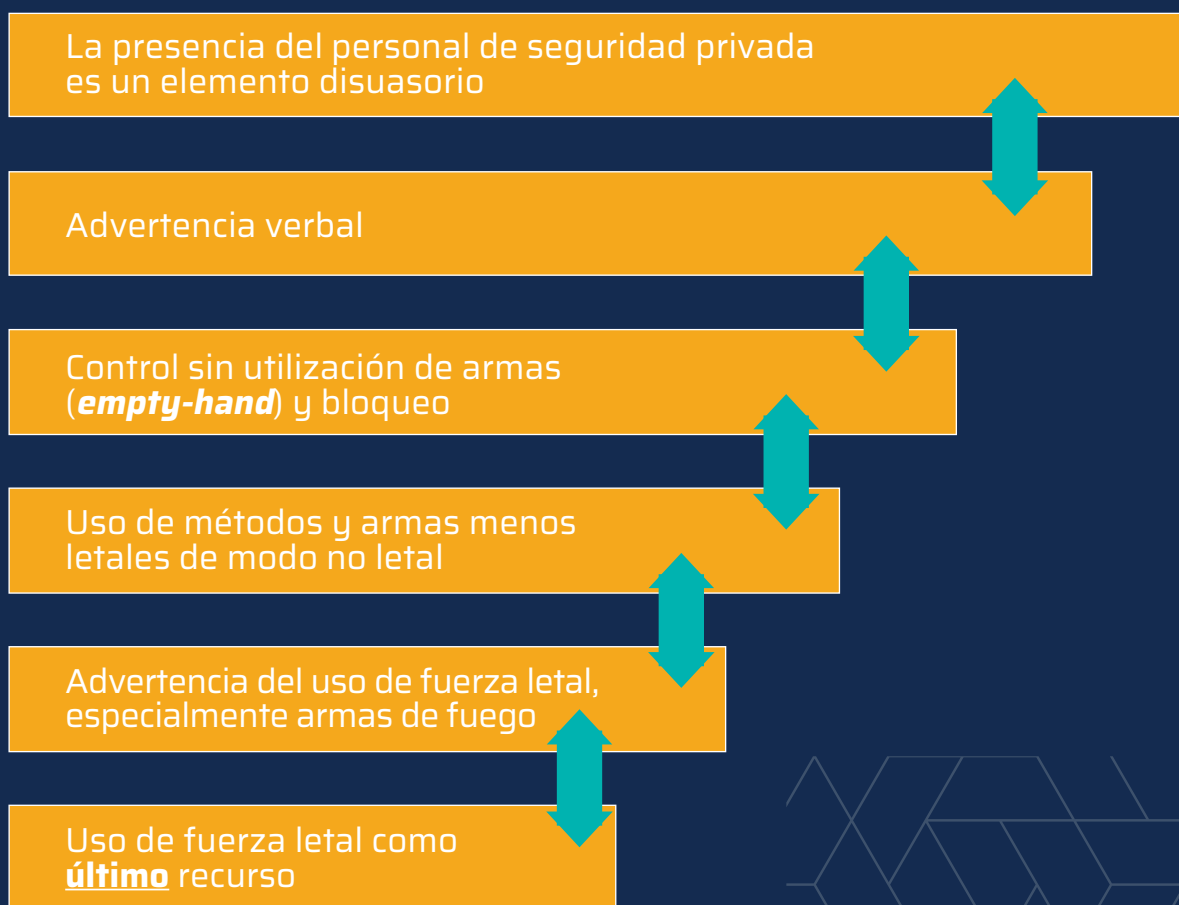 La presencia del personal de seguridad privada
es un elemento disuasorio
Advertencia verbal
Control sin utilización de armas
(empty-hand) y bloqueo
Uso de métodos y armas menos
letales de modo no letal
Advertencia del uso de fuerza letal,
especialmente armas de fuego
Uso de fuerza letal como
último recurso